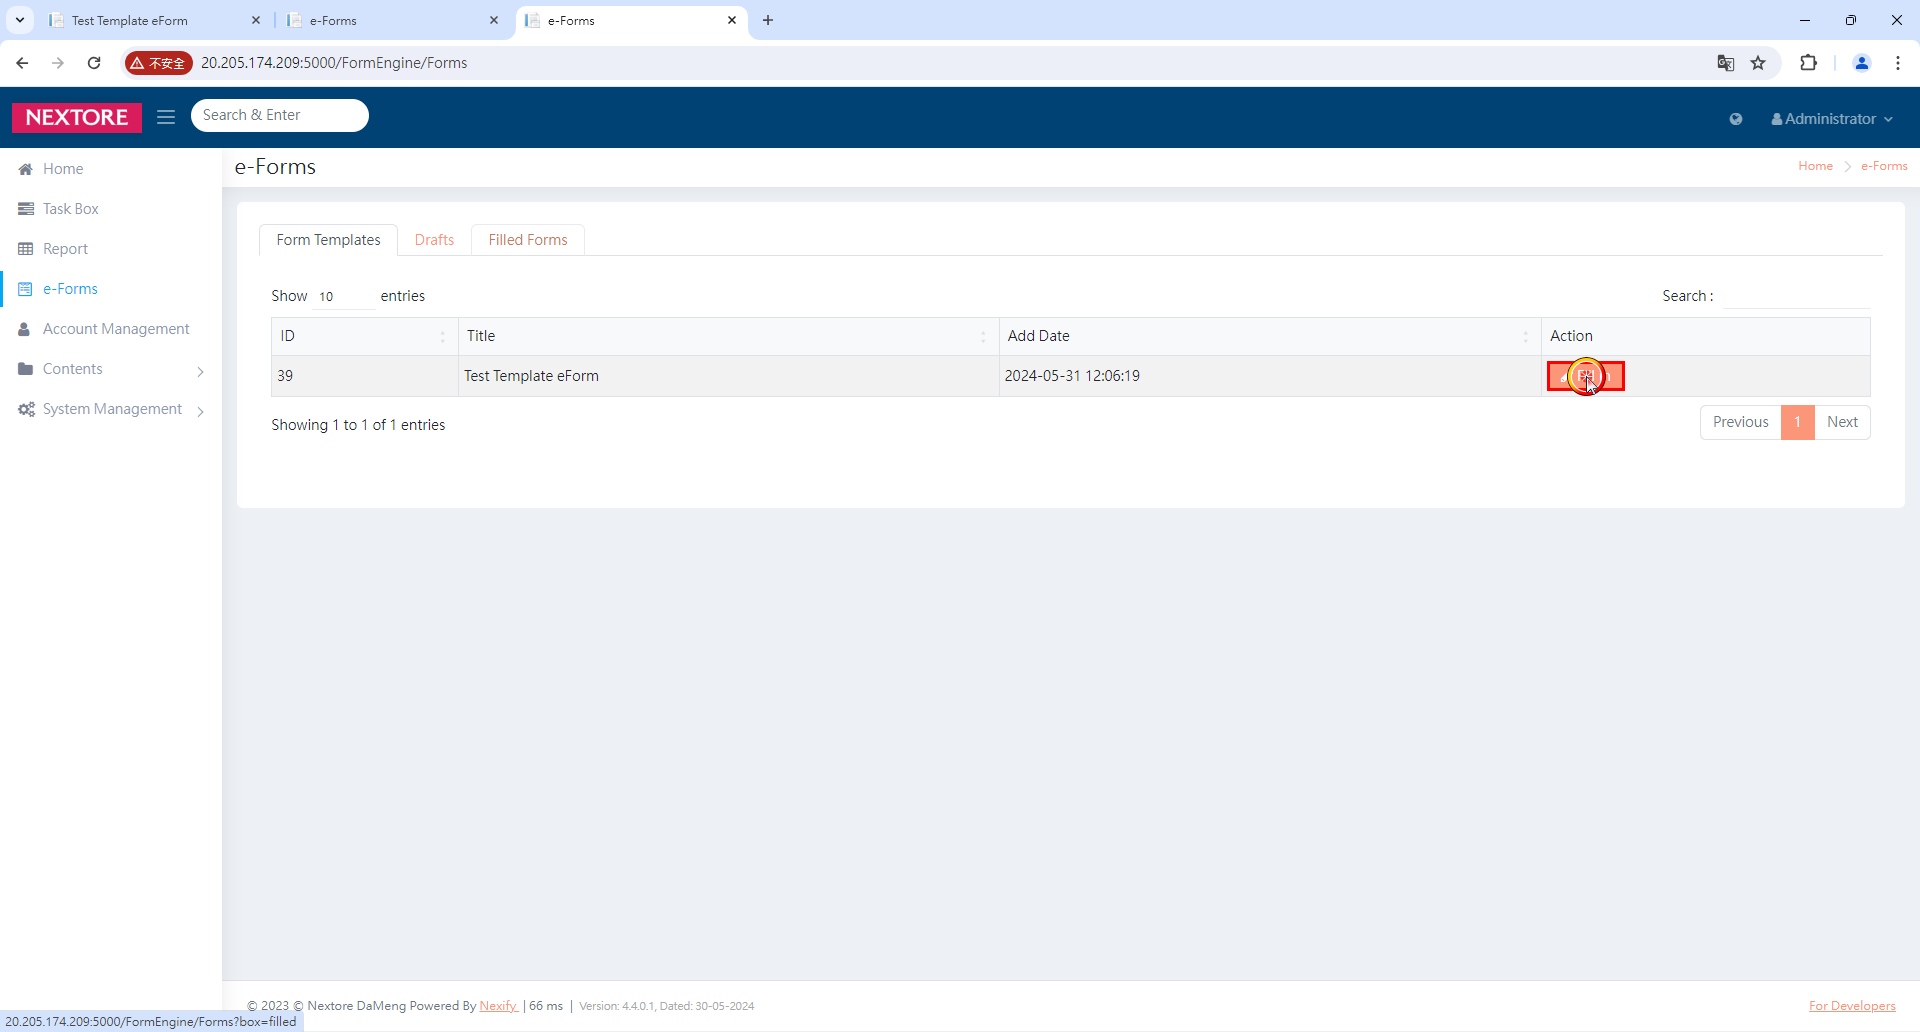 Test Template eForm
e-Forms
e-Forms
不安全
20.205.174.209:5000/FormEngine/Forms
NEXTORE
Search & Enter
Administrator
Home
Task Box
Report
e-Forms
Account Management
Contents
System Management
e-Forms
Home
e-Forms
Form Templates
Drafts
Filled Forms
Show 10 entries
Search :
ID
Title
Add Date
Action
39
Test Template eForm
2024-05-31 12:06:19
Showing 1 to 1 of 1 entries
Previous
1
Next
© 2023 © Nextore DaMeng Powered By Nexify | 66 ms | Version: 4.4.0.1, Dated: 30-05-2024
For Developers
20.205.174.209:5000/FormEngine/Forms?box=filled